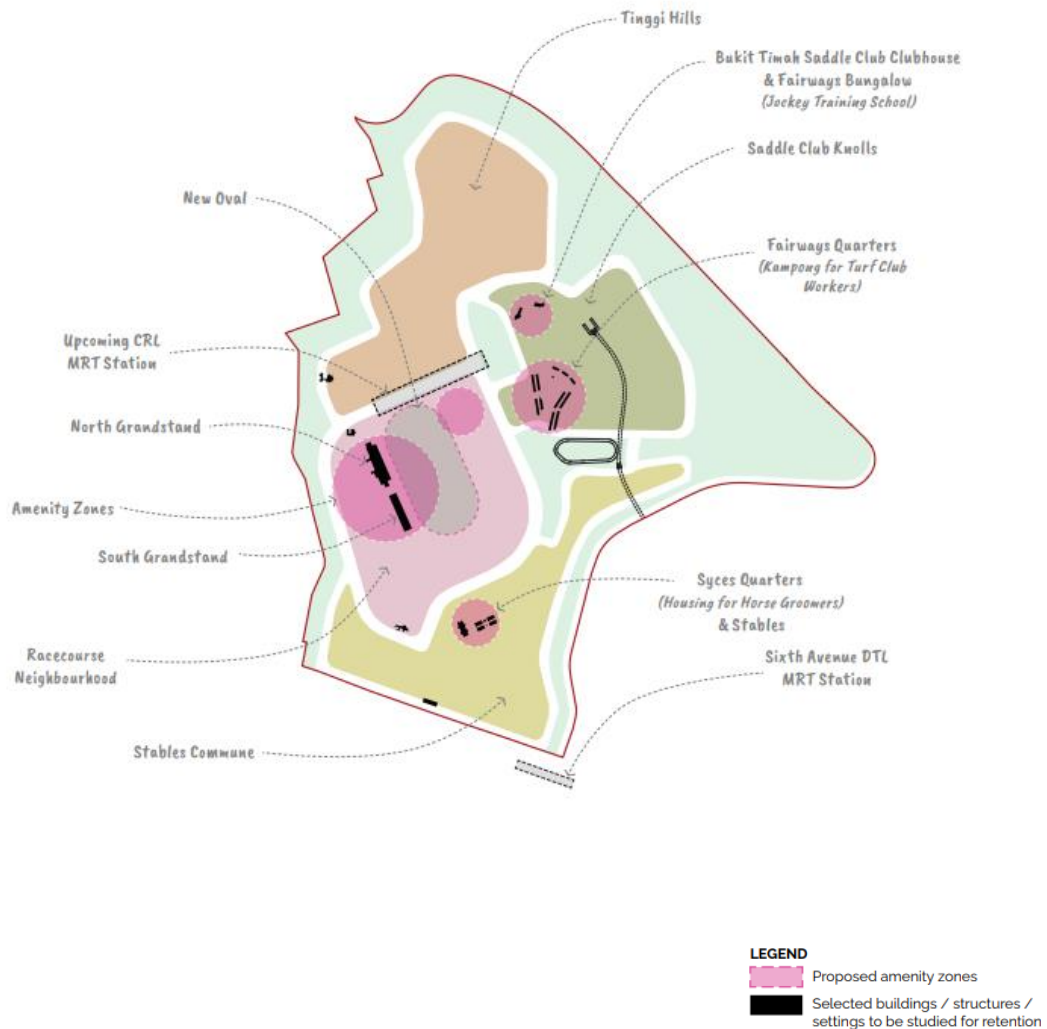 Tinggi Hills
Bukit Timah Saddle Club Clubhouse
& Fairways Bungalow
(Jockey Training School)
Saddle Club Knolls
New Oval
Fairways Quarters
(Kampong for Turf Club
Workers)
Upcoming CRL
MRT Station
North Grandstand
Amenity Zones
South Grandstand
Syces Quarters
(Housing for Horse Groomers)
& Stables
Racecourse
Neighbourhood
Sixth Avenue DTL
MRT Station
Stables Commune
LEGEND
Proposed amenity zones
Selected buildings / structures /
settings to be studied for retention